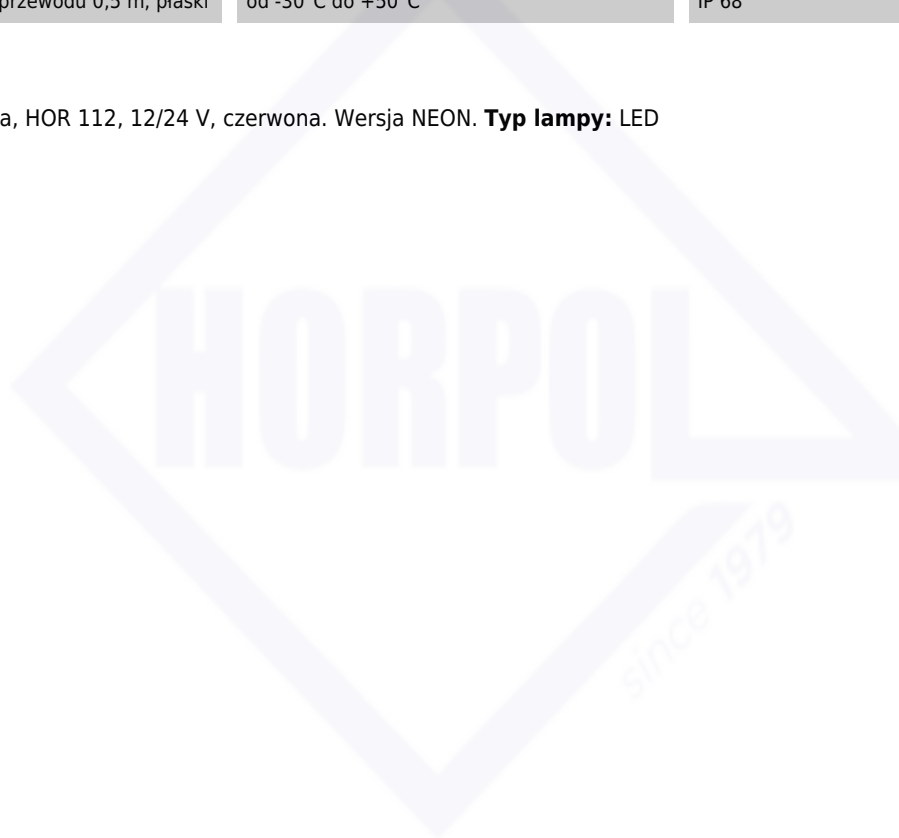 przewodu 0,5 m, płaski od -30°C do +50°C IP 68
a, HOR 112, 12/24 V, czerwona. Wersja NEON. Typ lampy: LED
HORPOL
since 1979